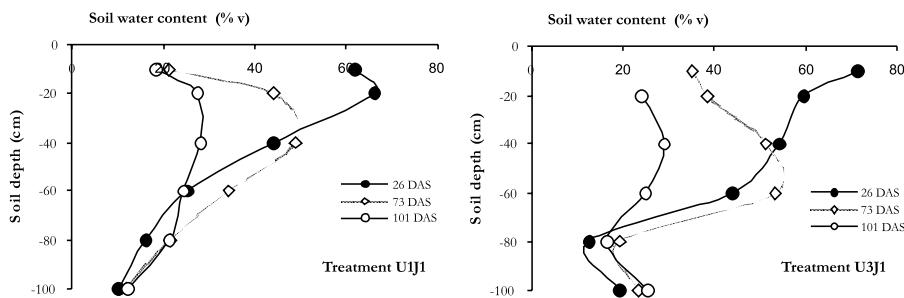 Soil water content (% v)
0 20 40 60 80
0
-20
-40
-60
-80
-100
Soil depth (cm)
26 DAS
73 DAS
101 DAS
Treatment U1J1
Soil water content (% v)
0 20 40 60 80
0
-20
-40
-60
-80
-100
Soil depth (cm)
26 DAS
73 DAS
101 DAS
Treatment U3J1